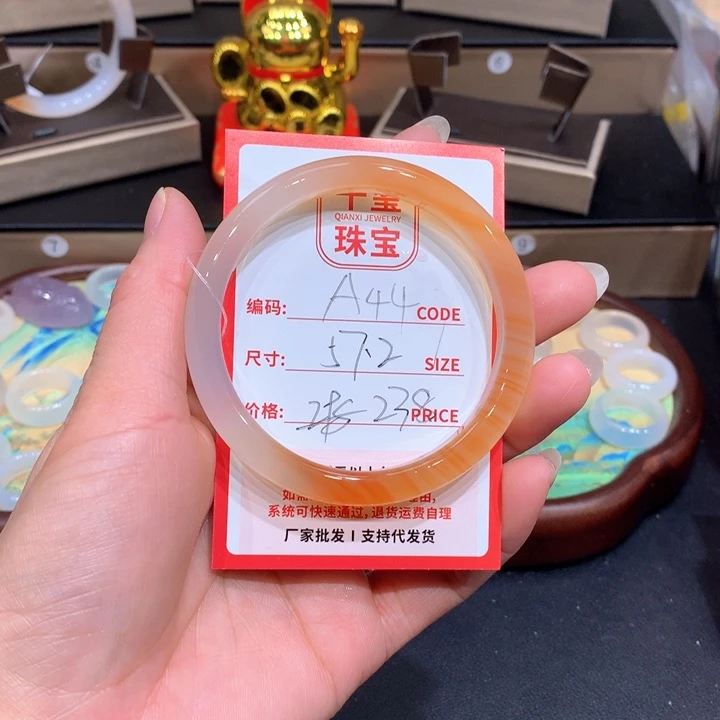 QIANXI JEWELRY
珠宝
编码: A44 CODE
尺寸: 57.2 SIZE
价格: 238 PRICE
系统可快速通过, 退货运费自理
厂家批发 I 支持代发货
7
9